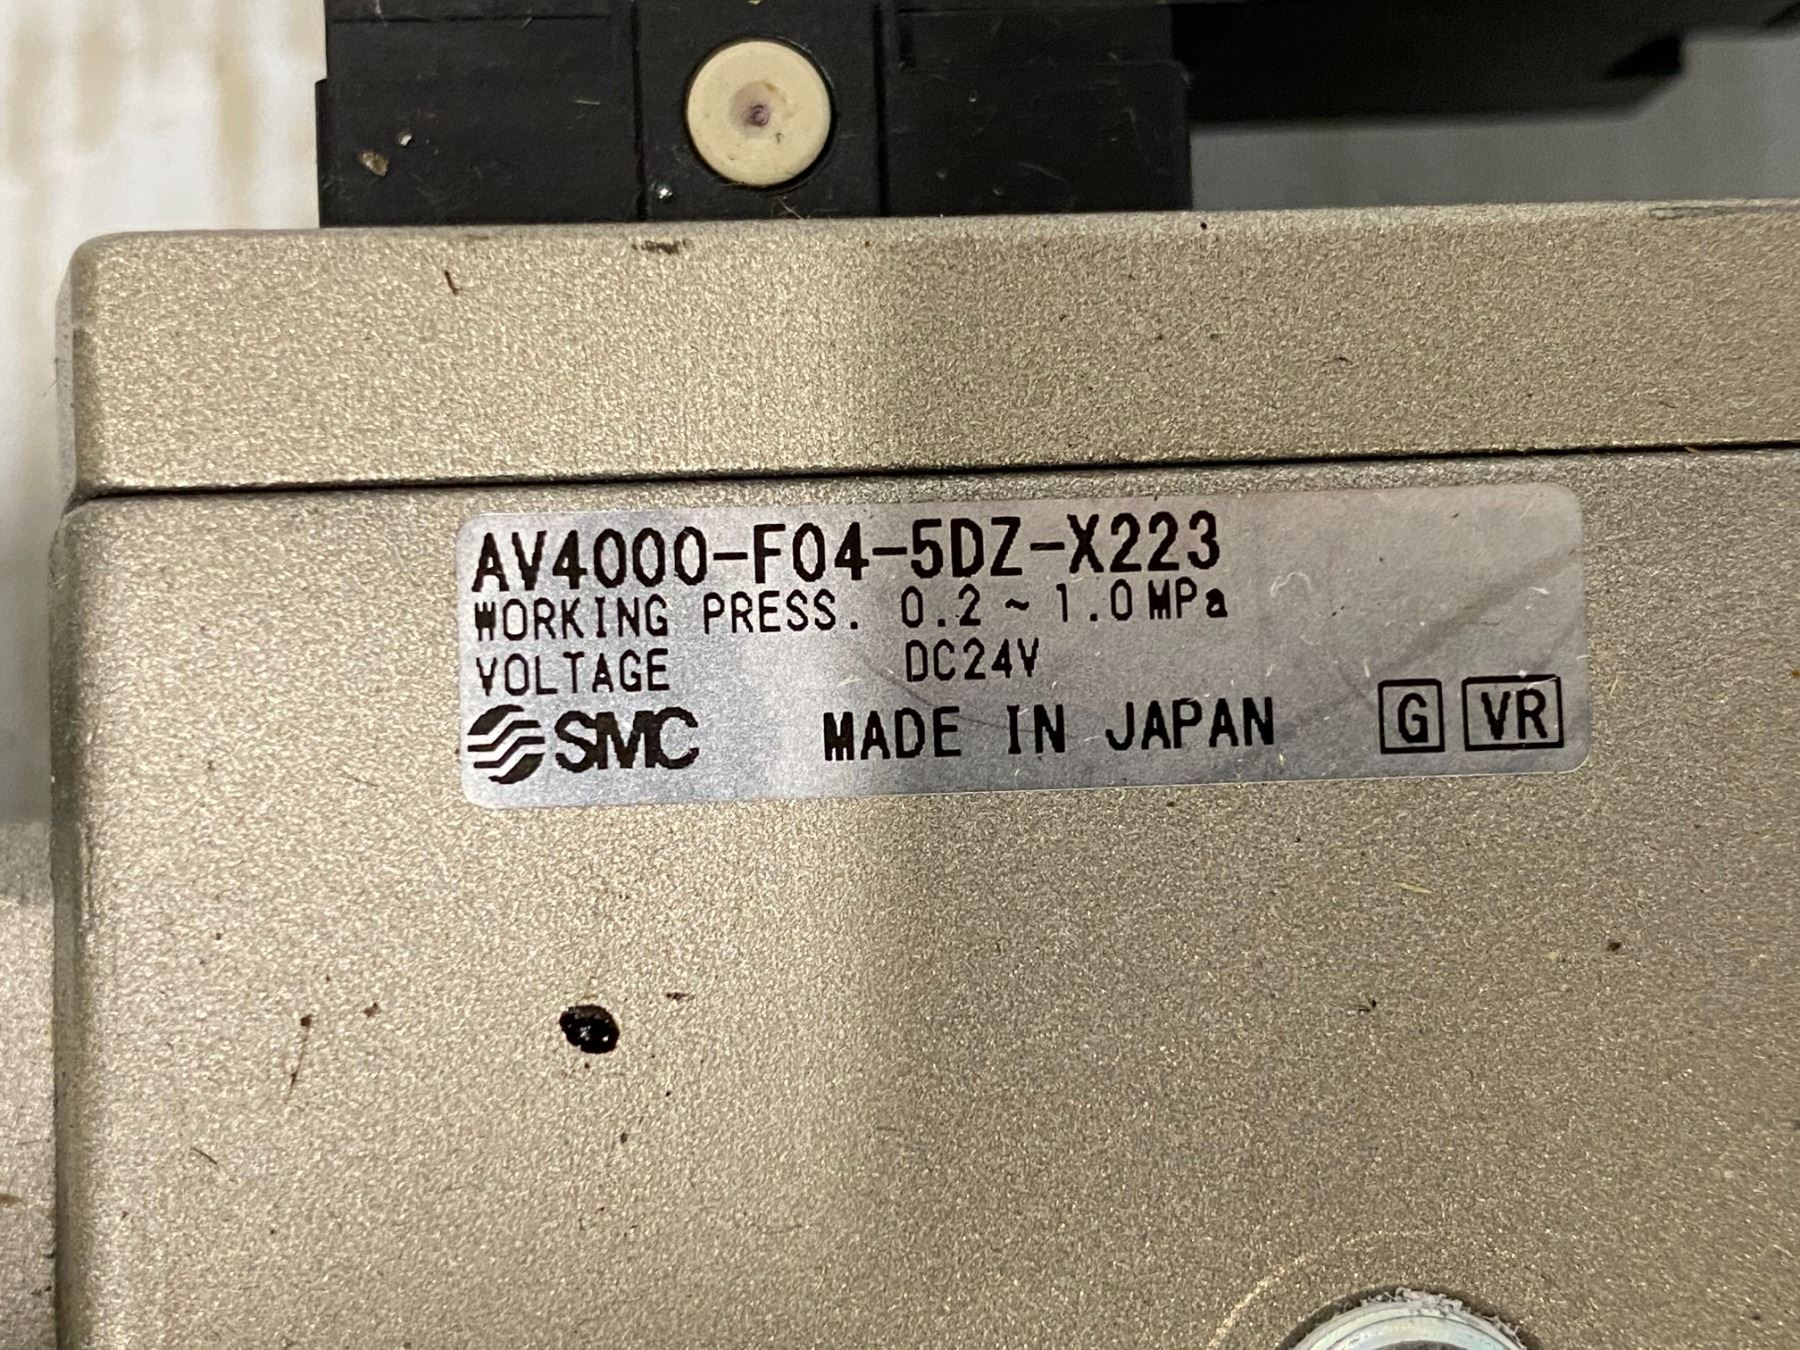 AV4000-F04-5DZ-X223
WORKING PRESS. 0.2 ~ 1.0 MPa
VOLTAGE DC24V
SMC MADE IN JAPAN G VR